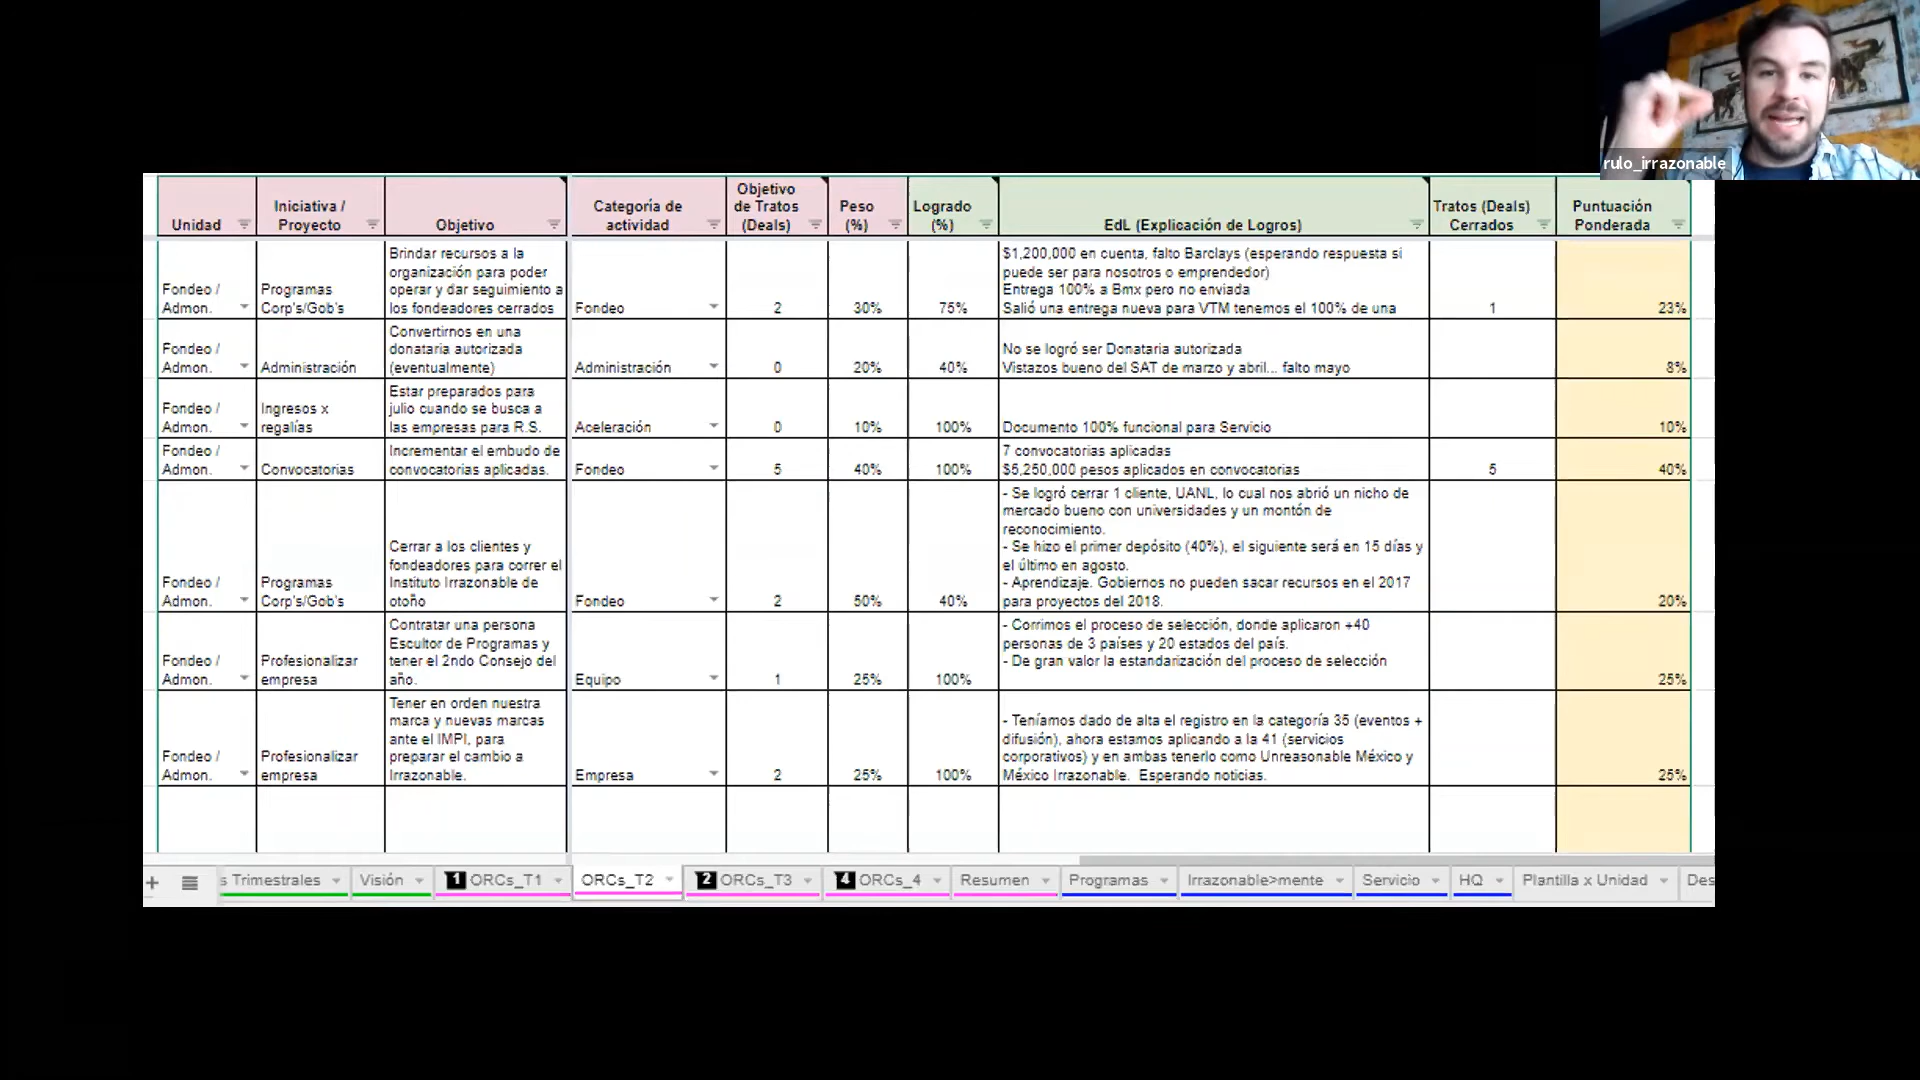 rulo_irrazonable
Unidad
Iniciativa /
Proyecto
Objetivo
Categoría de
actividad
Objetivo
de Tratos
(Deals)
Peso
(%)
Logrado
(%)
EdL (Explicación de Logros)
Tratos (Deals)
Cerrados
Puntuación
Ponderada
Fondeo /
Admon.
Programas
Corp's/Gob's
Brindar recursos a la
organización para poder
operar y dar seguimiento a
los fondeadores cerrados
Fondeo
2
30%
75%
$1,200,000 en cuenta, falto Barclays (esperando respuesta si
puede ser para nosotros o emprendedor)
Entrega 100% a Bmx pero no enviada
Salió una entrega nueva para VTM tenemos el 100% de una
1
23%
Fondeo /
Admon.
Administración
Convertirnos en una
donataria autorizada
(eventualmente)
Administración
0
20%
40%
No se logró ser Donataria autorizada
Vistazos bueno del SAT de marzo y abril... falto mayo
8%
Fondeo /
Admon.
Ingresos x
regalías
Estar preparados para
julio cuando se busca a
las empresas para R.S.
Aceleración
0
10%
100%
Documento 100% funcional para Servicio
10%
Fondeo /
Admon.
Convocatorias
Incrementar el embudo de
convocatorias aplicadas.
Fondeo
5
40%
100%
7 convocatorias aplicadas
$5,250,000 pesos aplicados en convocatorias
5
40%
Fondeo /
Admon.
Programas
Corp's/Gob's
Cerrar a los clientes y
fondeadores para correr el
Instituto Irrazonable de
otoño
Fondeo
2
50%
40%
- Se logró cerrar 1 cliente, UANL, lo cual nos abrió un nicho de
mercado bueno con universidades y un montón de
reconocimiento.
- Se hizo el primer depósito (40%), el siguiente será en 15 días y
el último en agosto.
- Aprendizaje. Gobiernos no pueden sacar recursos en el 2017
para proyectos del 2018.
20%
Fondeo /
Admon.
Profesionalizar
empresa
Contratar una persona
Escultor de Programas y
tener el 2ndo Consejo del
año.
Equipo
1
25%
100%
- Corrimos el proceso de selección, donde aplicaron +40
personas de 3 países y 20 estados del país.
- De gran valor la estandarización del proceso de selección
25%
Fondeo /
Admon.
Profesionalizar
empresa
Tener en orden nuestra
marca y nuevas marcas
ante el IMPI, para
preparar el cambio a
Irrazonable.
Empresa
2
25%
100%
- Teníamos dado de alta el registro en la categoría 35 (eventos +
difusión), ahora estamos aplicando a la 41 (servicios
corporativos) y en ambas tenerlo como Unreasonable México y
México Irrazonable. Esperando noticias.
25%
s Trimestrales
Visión
1 ORCs_T1
ORCs_T2
2 ORCs_T3
4 ORCs_4
Resumen
Programas
Irrazonable>mente
Servicio
HQ
Plantilla x Unidad
Des